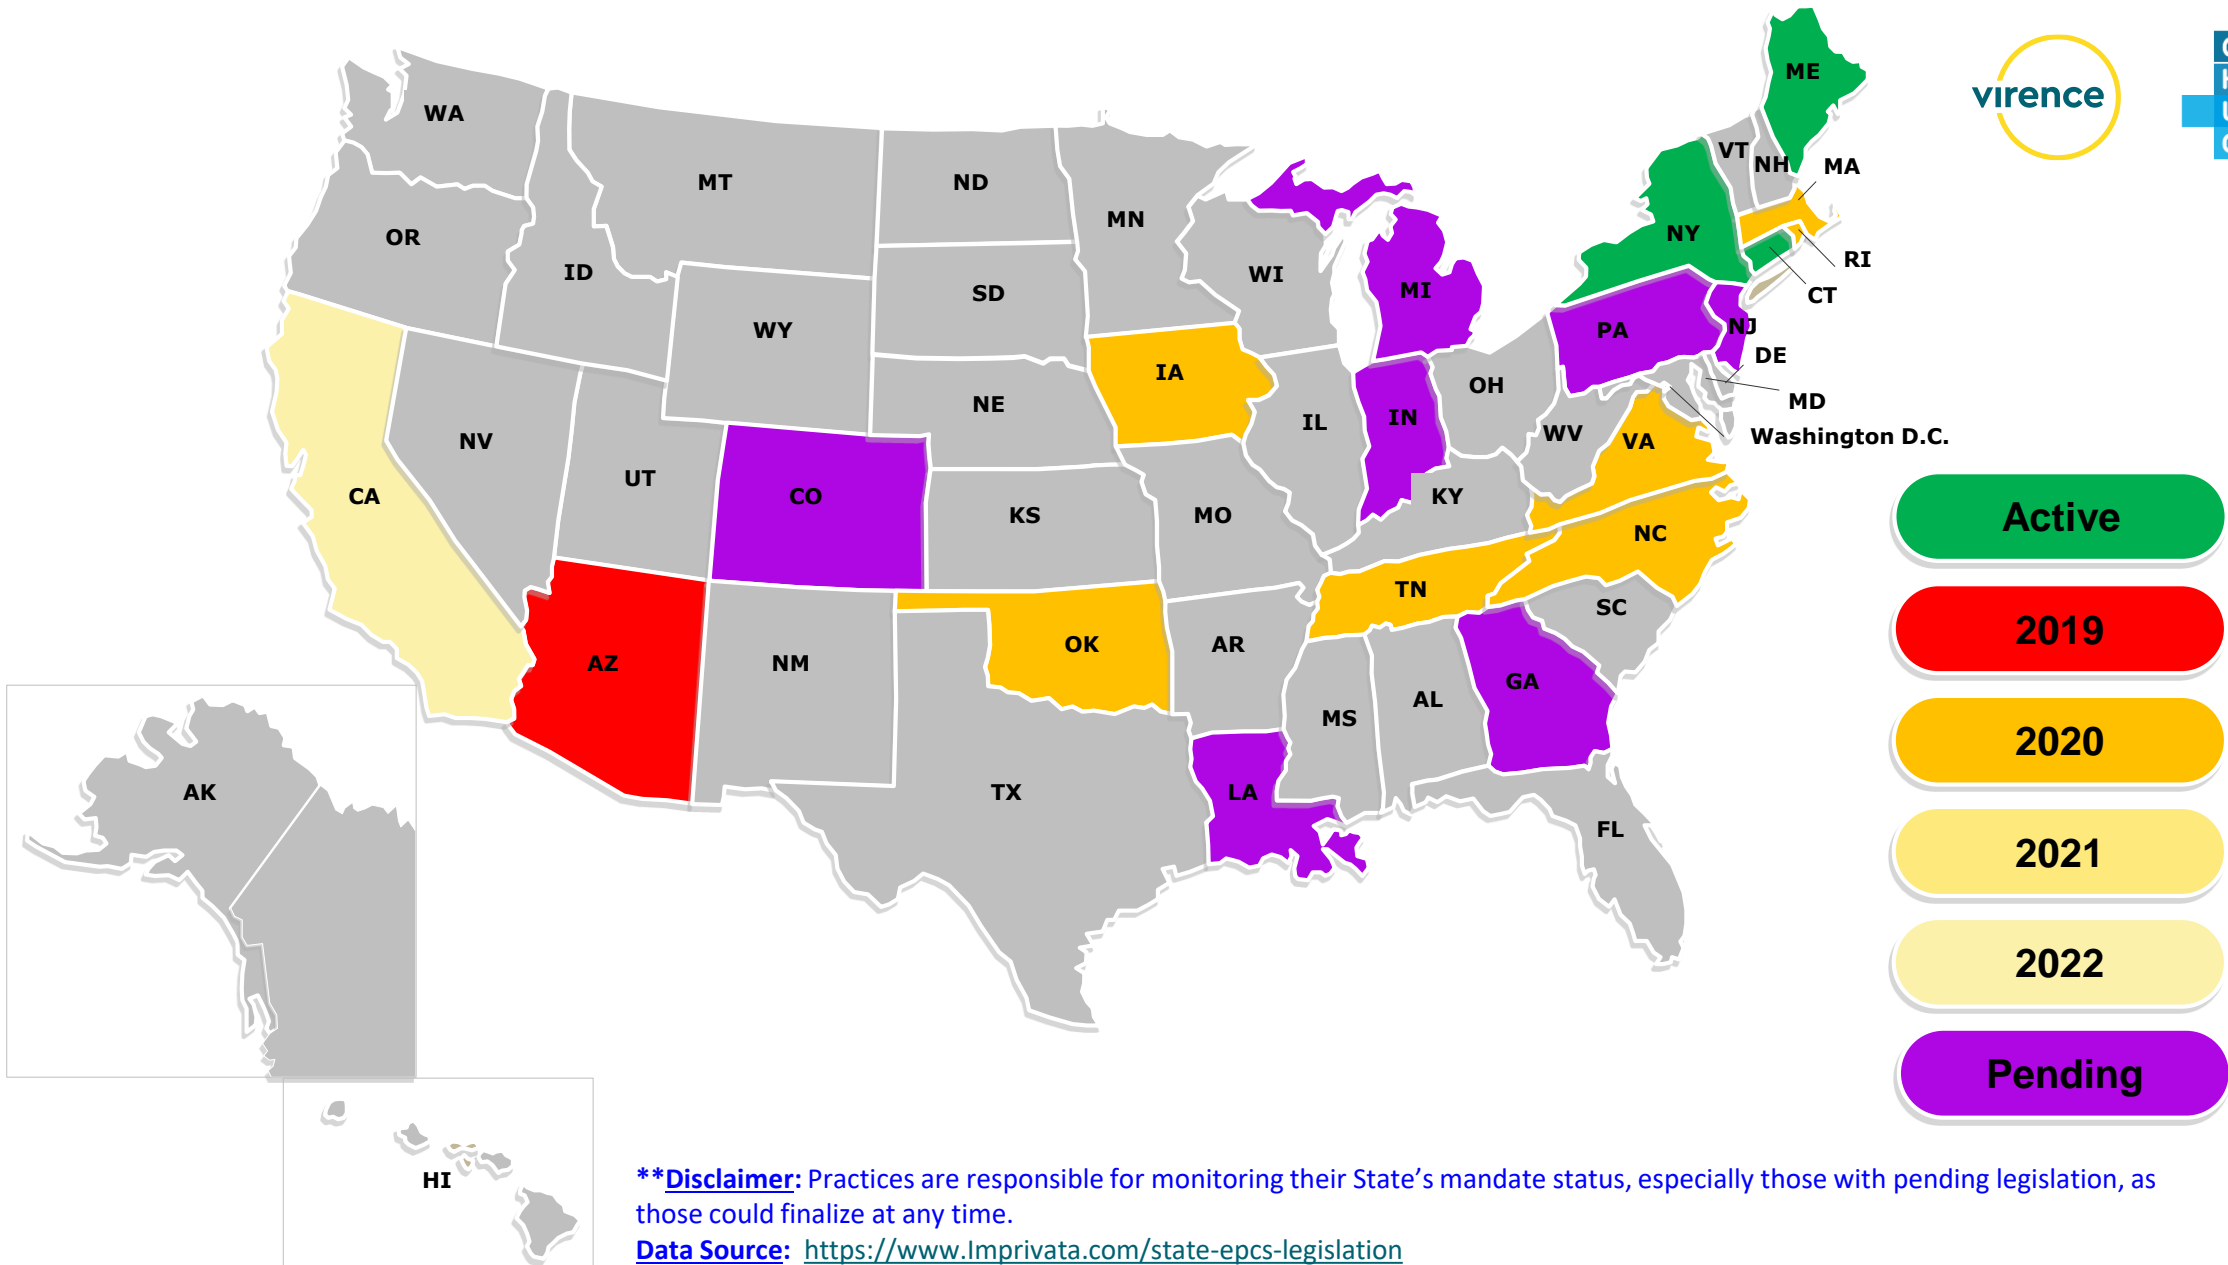 ME
virence
WA
VT
NH
MA
MT
ND
MN
NY
OR
RI
ID
WI
SD
MI
CT
WY
PA
NJ
DE
IA
OH
NE
MD
IN
IL
WV
Washington D.C.
NV
VA
UT
CA
CO
KY
KS
MO
NC
Active
TN
SC
2019
OK
AR
AZ
NM
GA
AL
MS
2020
AK
TX
LA
FL
2021
2022
Pending
HI
**Disclaimer: Practices are responsible for monitoring their State’s mandate status, especially those with pending legislation, as
those could finalize at any time.
Data Source: https://www.Imprivata.com/state-epcs-legislation